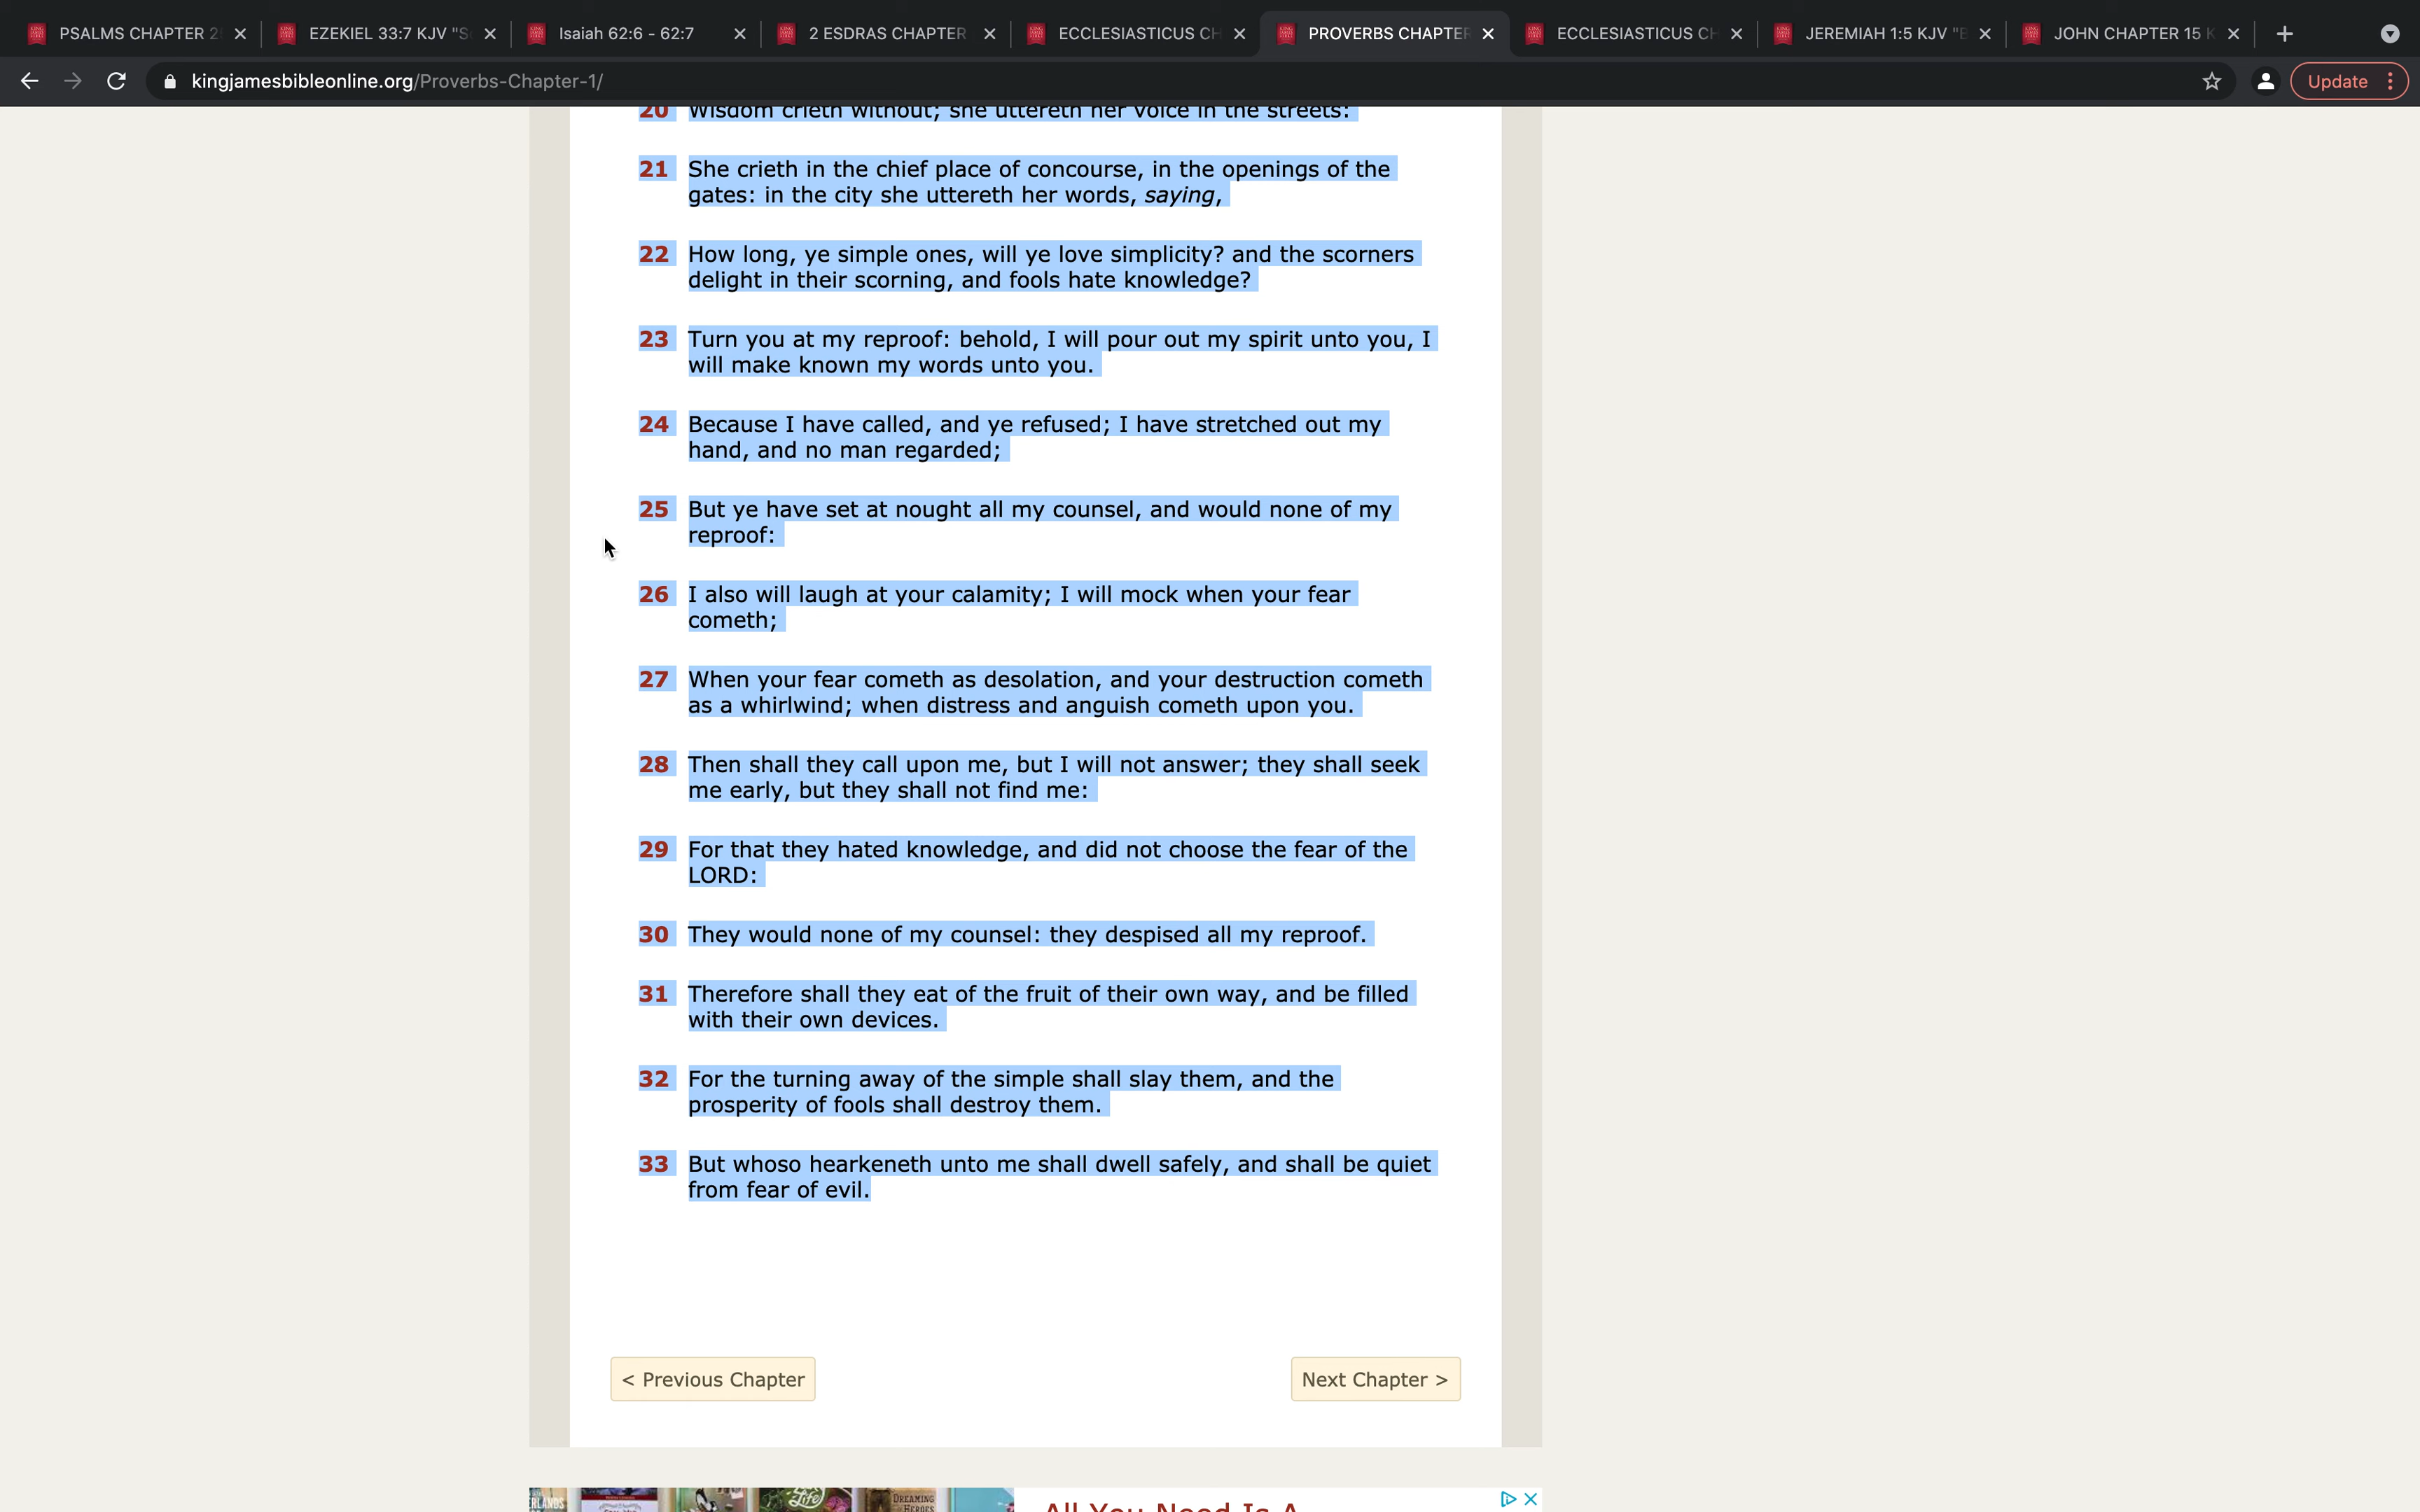 PSALMS CHAPTER 2
EZEKIEL 33:7 KJV "S
Isaiah 62:6 - 62:7
2 ESDRAS CHAPTER
ECCLESIASTICUS CH
PROVERBS CHAPTER
ECCLESIASTICUS CH
JEREMIAH 1:5 KJV "B
JOHN CHAPTER 15 K
kingjamesbibleonline.org/Proverbs-Chapter-1/
Update
20 Wisdom crieth without; she uttereth her voice in the streets:
21 She crieth in the chief place of concourse, in the openings of the
gates: in the city she uttereth her words, saying,
22 How long, ye simple ones, will ye love simplicity? and the scorners
delight in their scorning, and fools hate knowledge?
23 Turn you at my reproof: behold, I will pour out my spirit unto you, I
will make known my words unto you.
24 Because I have called, and ye refused; I have stretched out my
hand, and no man regarded;
25 But ye have set at nought all my counsel, and would none of my
reproof:
26 I also will laugh at your calamity; I will mock when your fear
cometh;
27 When your fear cometh as desolation, and your destruction cometh
as a whirlwind; when distress and anguish cometh upon you.
28 Then shall they call upon me, but I will not answer; they shall seek
me early, but they shall not find me:
29 For that they hated knowledge, and did not choose the fear of the
LORD:
30 They would none of my counsel: they despised all my reproof.
31 Therefore shall they eat of the fruit of their own way, and be filled
with their own devices.
32 For the turning away of the simple shall slay them, and the
prosperity of fools shall destroy them.
33 But whoso hearkeneth unto me shall dwell safely, and shall be quiet
from fear of evil.
< Previous Chapter
Next Chapter >
ERLANDS
Life
DREAMING
HEROES
All You Need Is A